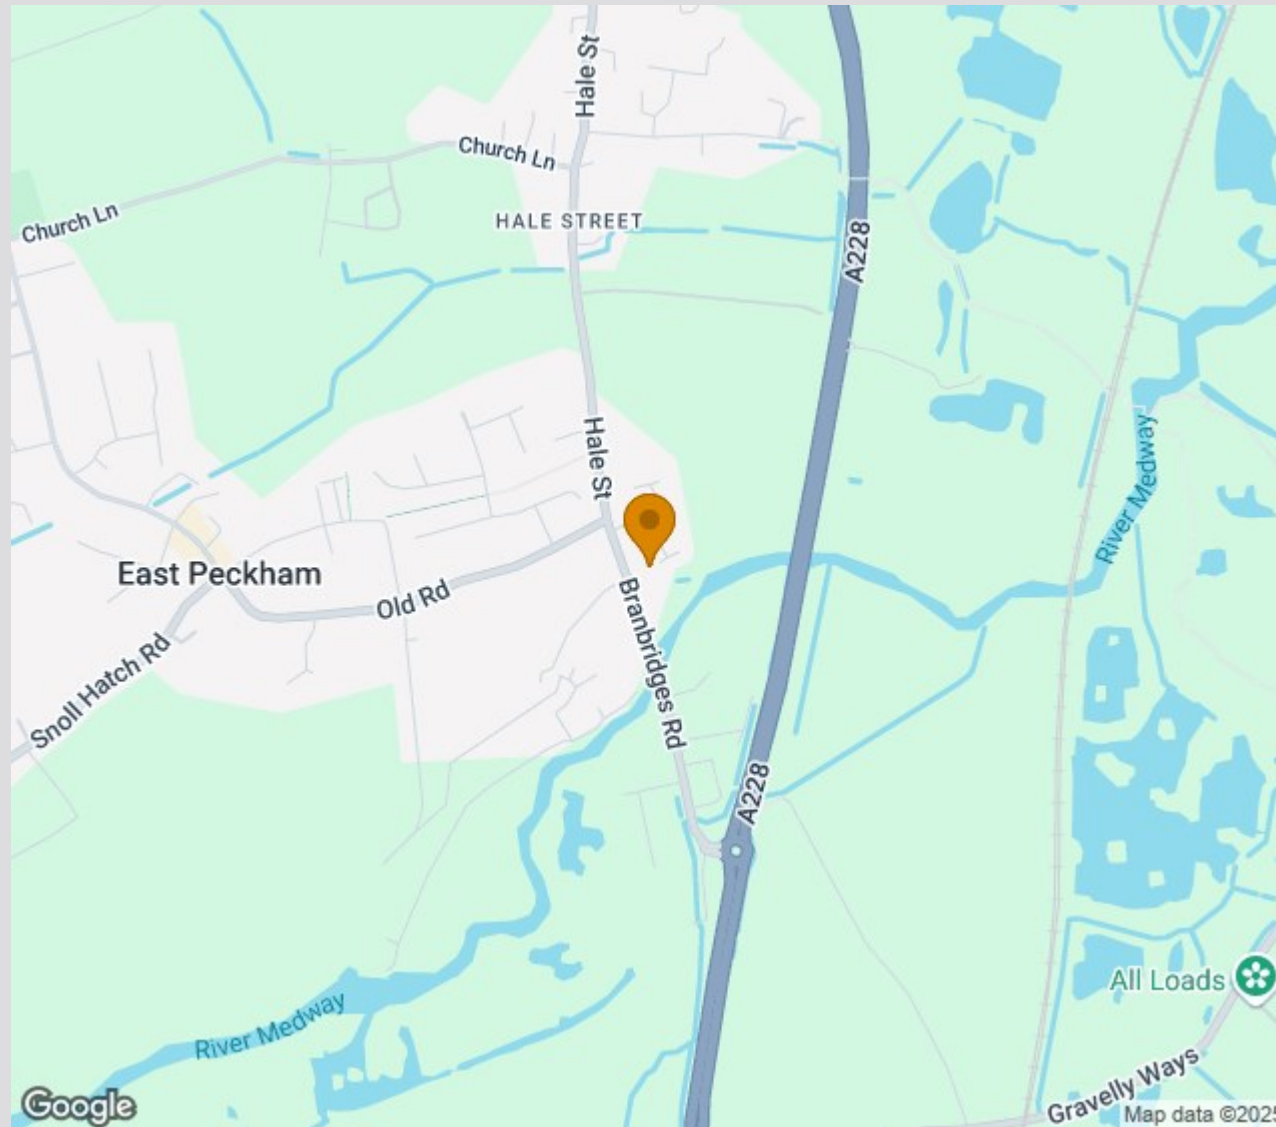 Hale St
Church Ln
Church Ln
HALE STREET
A228
Hale St
River Medway
East Peckham
Old Rd
Branbridges Rd
Snoll Hatch Rd
A228
All Loads
River Medway
Gravelly Ways
Google
Map data ©2025